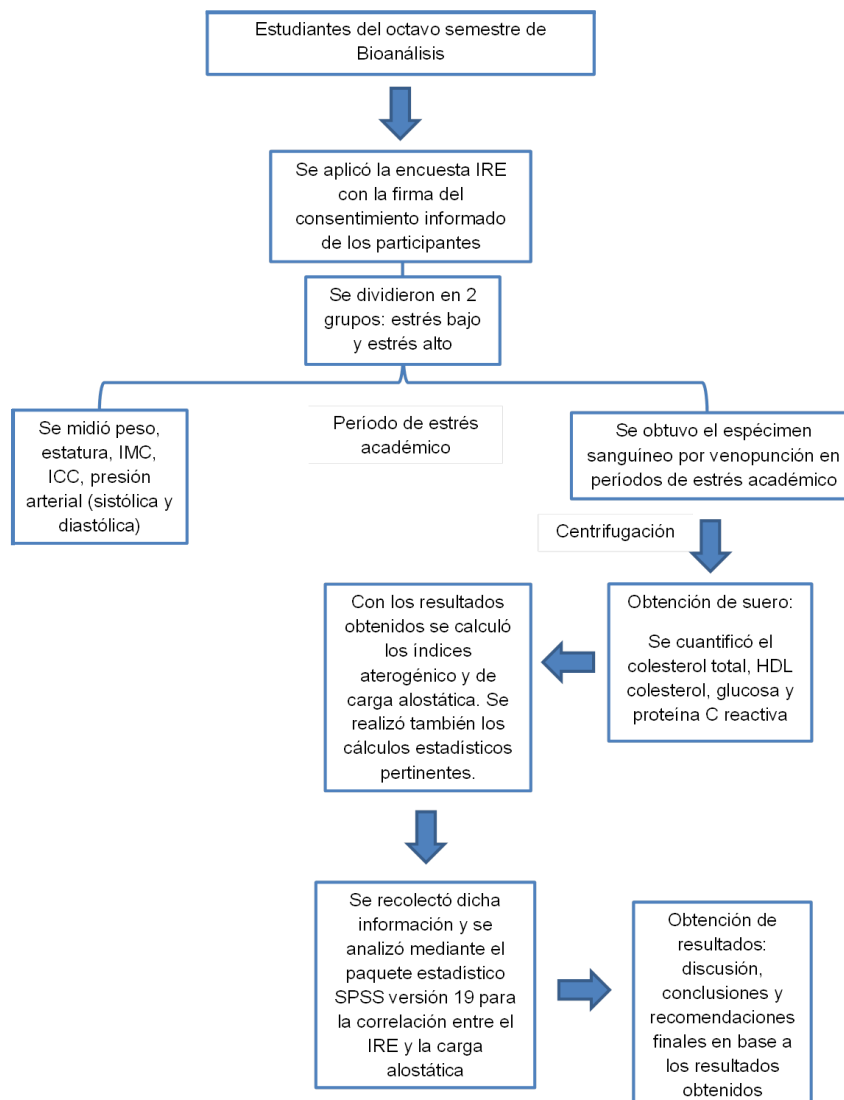 Estudiantes del octavo semestre de
Bioanálisis
Se aplicó la encuesta IRE
con la firma del
consentimiento informado
de los participantes
Se dividieron en 2
grupos: estrés bajo
y estrés alto
Se midió peso,
estatura, IMC,
ICC, presión
arterial (sistólica y
diastólica)
Período de estrés
académico
Se obtuvo el espécimen
sanguíneo por venopunción en
períodos de estrés académico
Centrifugación
Obtención de suero:
Se cuantificó el
colesterol total, HDL
colesterol, glucosa y
proteína C reactiva
Con los resultados
obtenidos se calculó
los índices
aterogénico y de
carga alostática. Se
realizó también los
cálculos estadísticos
pertinentes.
Se recolectó dicha
información y se
analizó mediante el
paquete estadístico
SPSS versión 19 para
la correlación entre el
IRE y la carga
alostática
Obtención de
resultados:
discusión,
conclusiones y
recomendaciones
finales en base a
los resultados
obtenidos